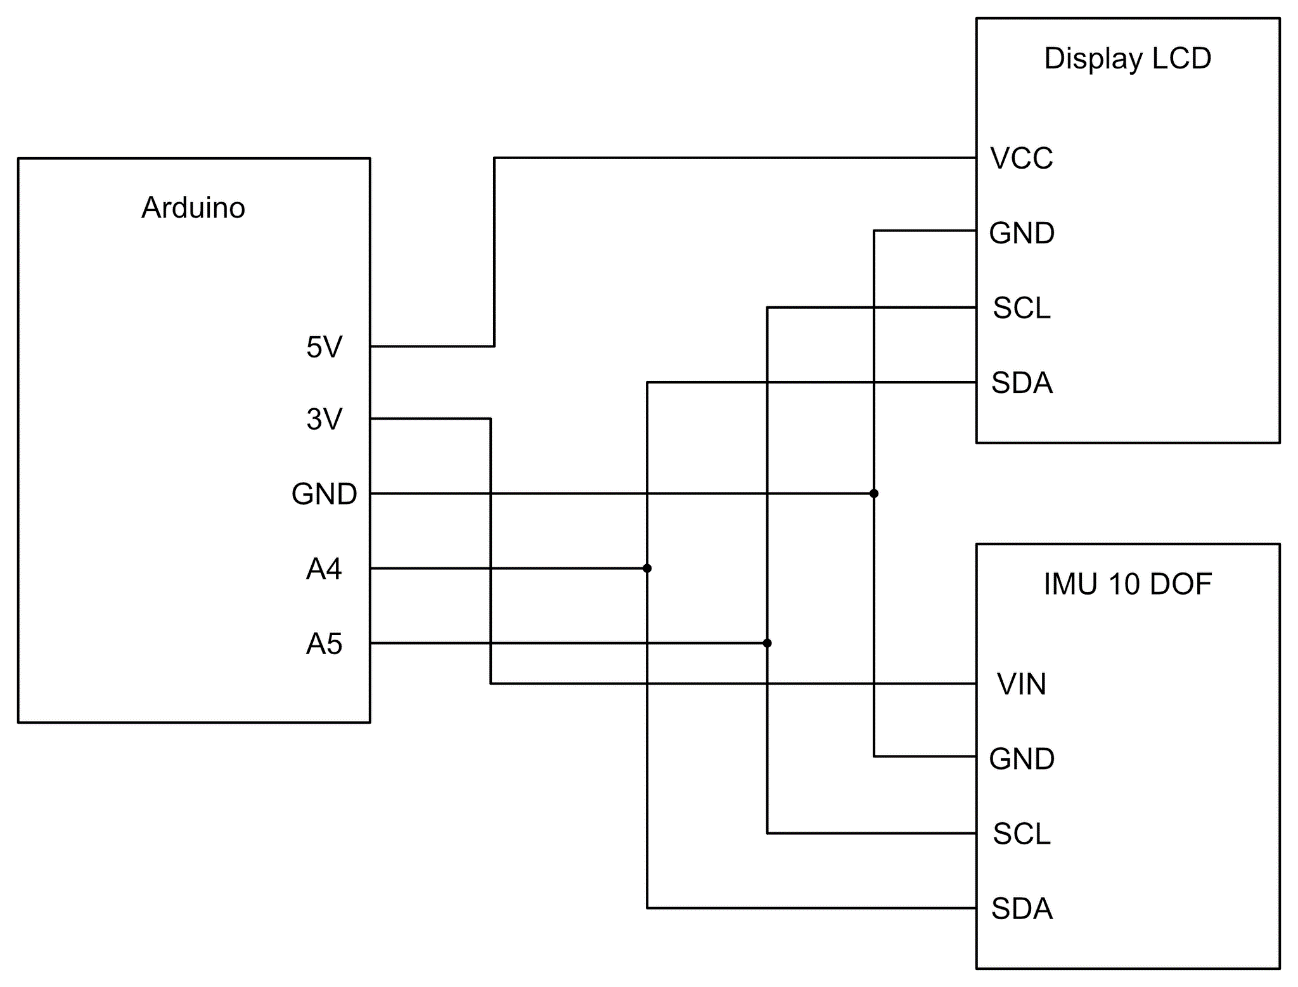 Arduino
5V
3V
GND
A4
A5
Display LCD
VCC
GND
SCL
SDA
IMU 10 DOF
VIN
GND
SCL
SDA